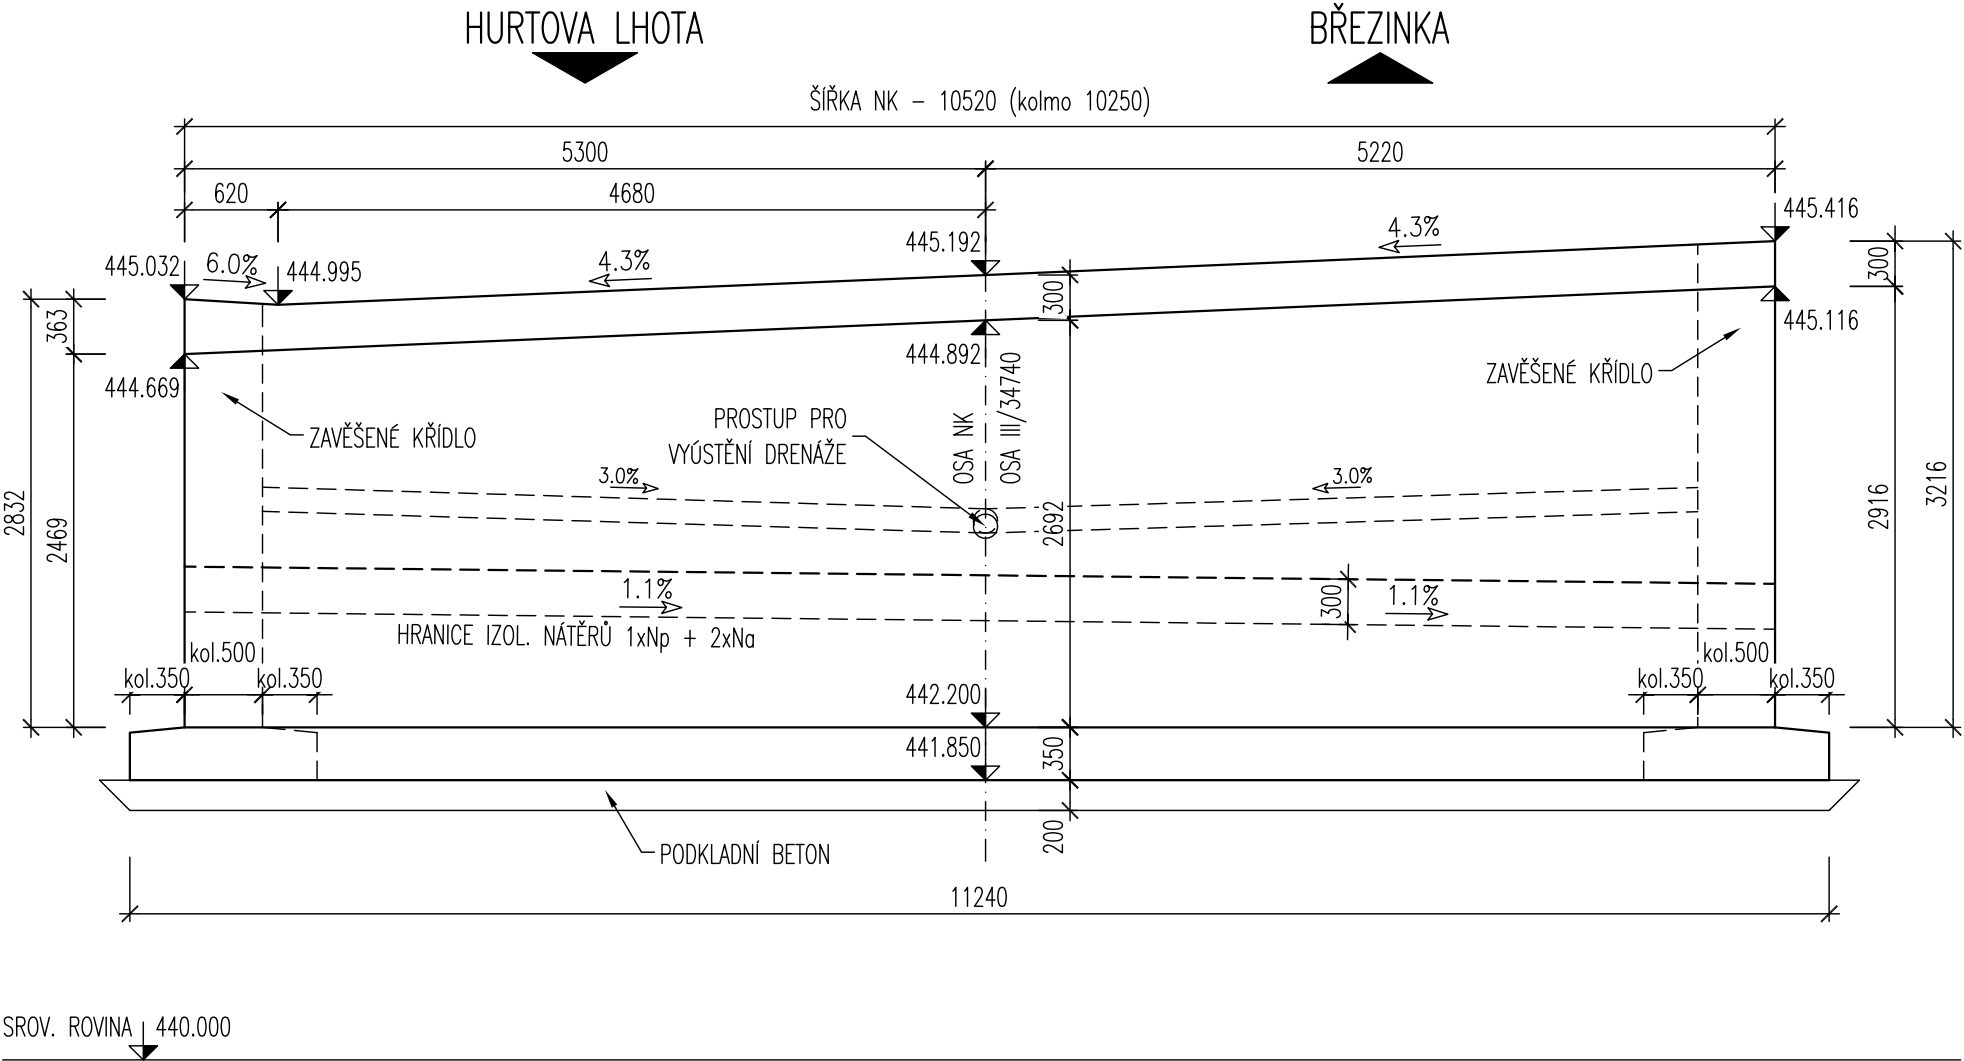 HURTOVA LHOTA
BŘEZINKA
ŠÍŘKA NK – 10520 (kolmo 10250)
5300
5220
620
4680
445.032
6.0%
444.995
4.3%
445.192
4.3%
445.416
363
300
300
444.669
444.892
445.116
ZAVĚŠENÉ KŘÍDLO
ZAVĚŠENÉ KŘÍDLO
PROSTUP PRO
VYÚSTĚNÍ DRENÁŽE
OSA NK
OSA III/34740
3.0%
3.0%
2832
2469
2692
2916
3216
1.1%
300
1.1%
HRANICE IZOL. NÁTĚRŮ 1xNp + 2xNa
kol.500
kol.350
kol.350
kol.500
kol.350
kol.350
442.200
441.850
350
200
PODKLADNÍ BETON
11240
SROV. ROVINA
440.000